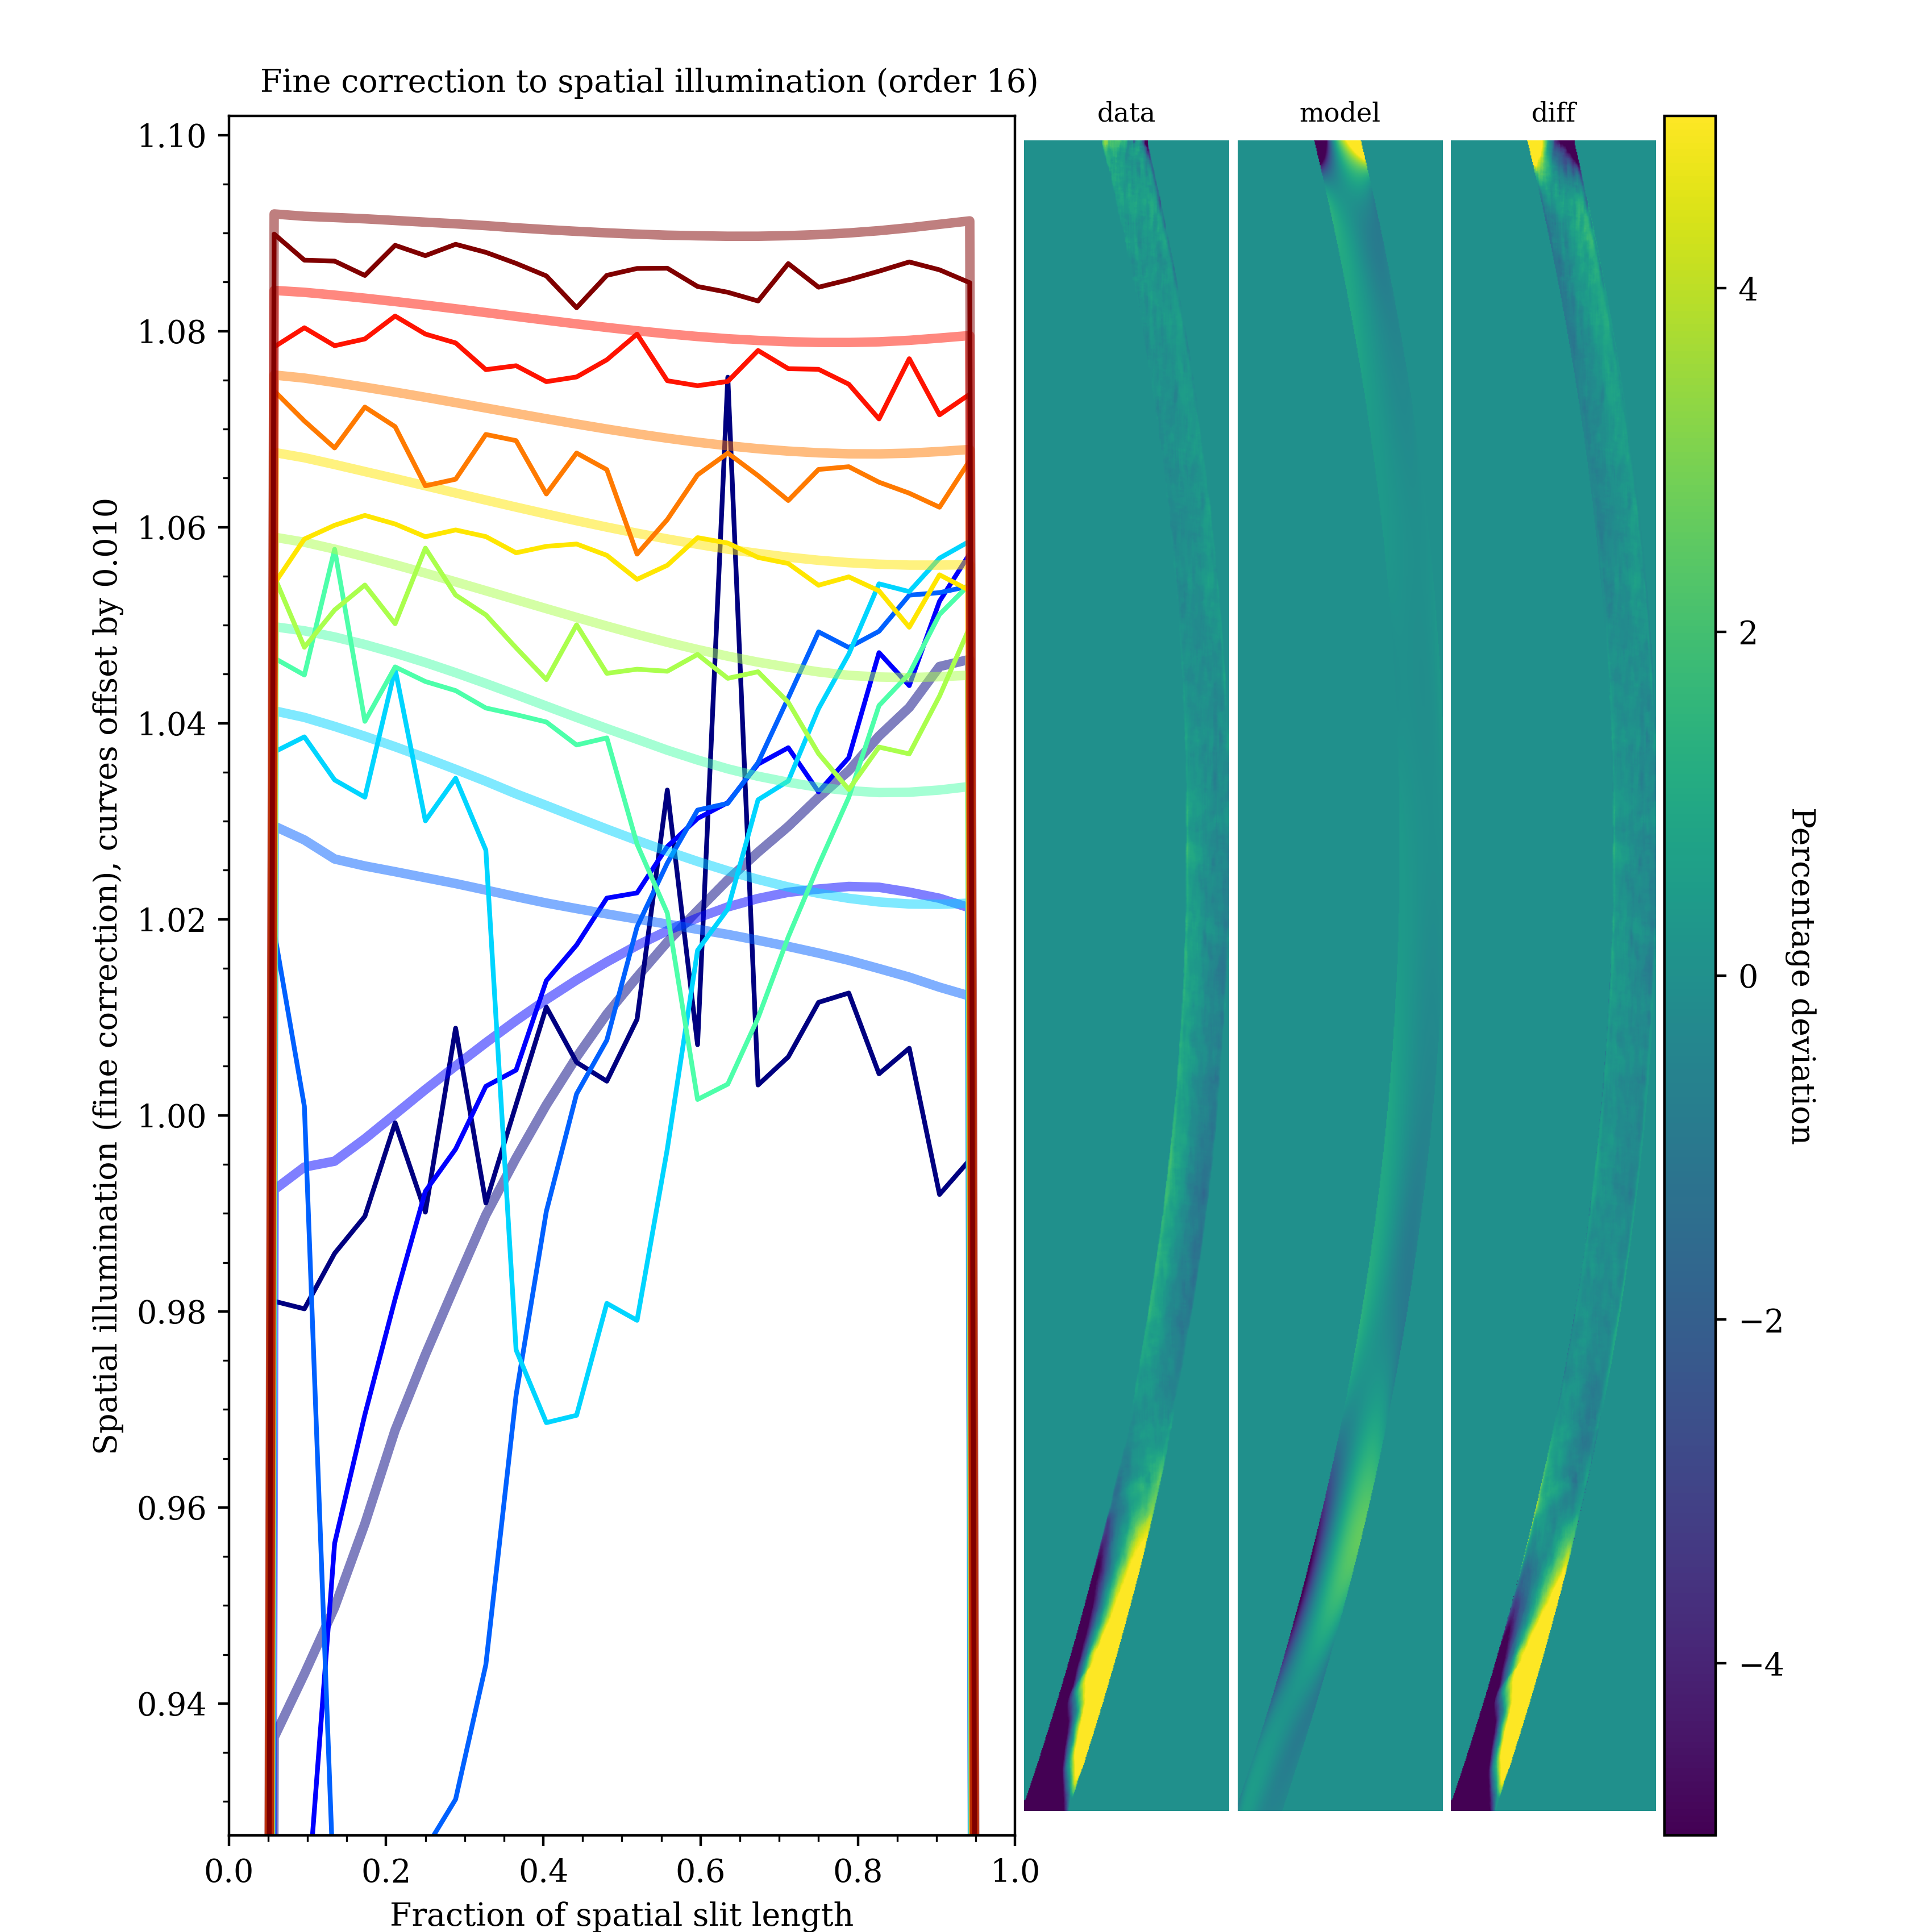 Fine correction to spatial illumination (order 16)
data
model
diff
1.10
1.08
1.06
1.04
1.02
1.00
0.98
0.96
0.94
Spatial illumination (fine correction), curves offset by 0.010
0.0
0.2
0.4
0.6
0.8
1.0
Fraction of spatial slit length
4
2
0
−2
−4
Percentage deviation